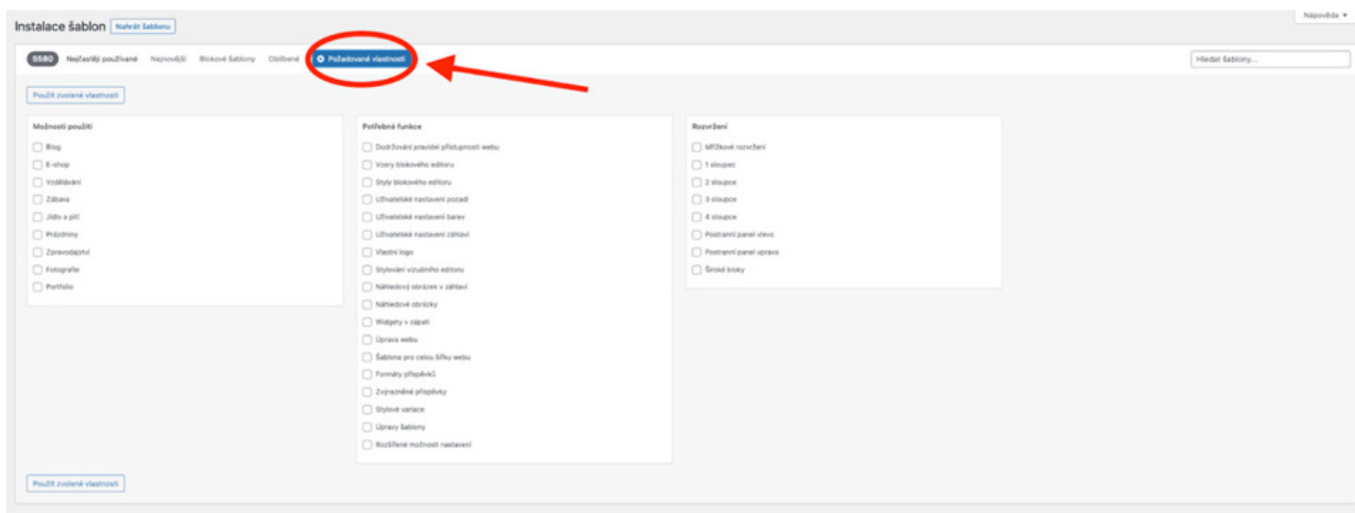 Nápověda
Instalace šablon Nahrát šablonu
5580 Nejčastěji používané Nejnovější Blokové šablony Oblíbené Požadované vlastnosti Hledat šablony...
Použít zvolené vlastnosti
Možnosti použití
Blog
E-shop
Vzdělávání
Zábava
Jídlo a pití
Prázdniny
Zpravodajství
Fotografie
Portfolio
Potřebné funkce
Dodržování pravidel přístupnosti webu
Vzory blokového editoru
Styly blokového editoru
Uživatelské nastavení pozadí
Uživatelské nastavení barev
Uživatelské nastavení záhlaví
Vlastní logo
Stylování vizuálního editoru
Náhledový obrázek v záhlaví
Náhledové obrázky
Widgety v zápatí
Úprava webu
Šablona pro celou šířku webu
Formáty příspěvků
Zvýrazněné příspěvky
Stylové variace
Úpravy šablony
Rozšířené možnosti nastavení
Rozvržení
Mřížkové rozvržení
1 sloupec
2 sloupce
3 sloupce
4 sloupce
Postranní panel vlevo
Postranní panel vpravo
Široké bloky
Použít zvolené vlastnosti